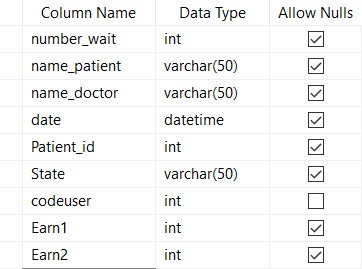 Column Name Data Type Allow Nulls
number_wait int
name_patient varchar(50)
name_doctor varchar(50)
date datetime
Patient_id int
State varchar(50)
codeuser int
Earn1 int
Earn2 int